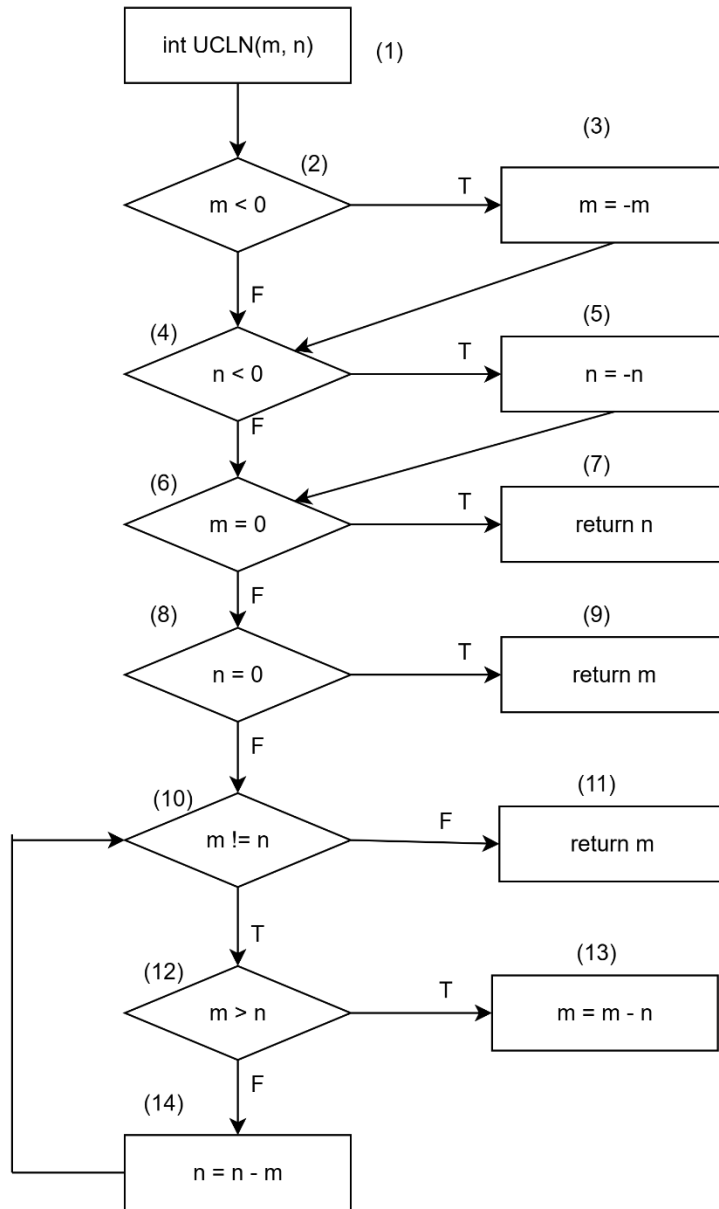 int UCLN(m, n)
(1)
(3)
(2)
m < 0
T
m = -m
F
(4)
(5)
n < 0
T
n = -n
F
(6)
(7)
m = 0
T
return n
F
(8)
(9)
n = 0
T
return m
F
(10)
(11)
m != n
F
return m
T
(12)
(13)
m > n
T
m = m - n
F
(14)
n = n - m